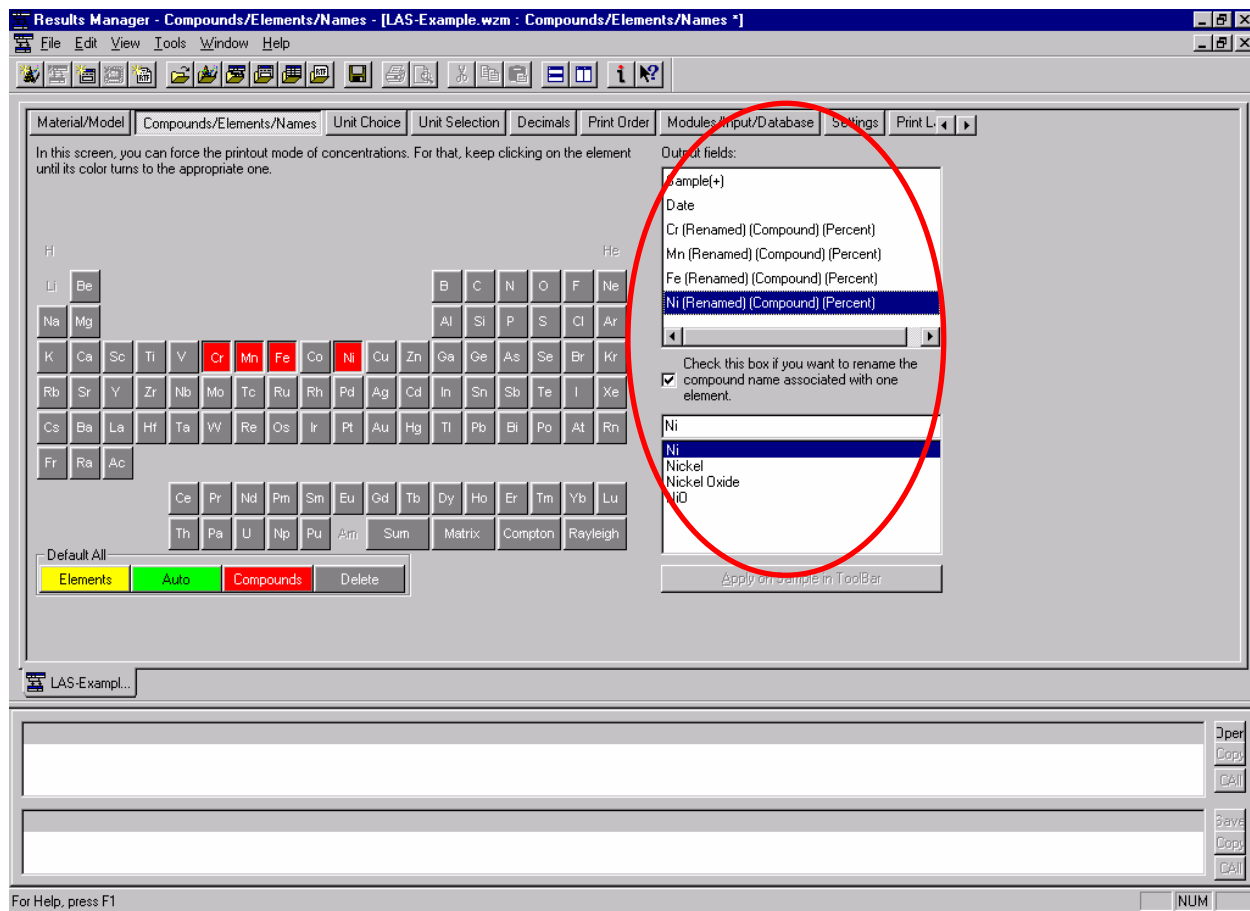 Results Manager - Compounds/Elements/Names - [LAS-Example.wzm : Compounds/Elements/Names *]
File Edit View Tools Window Help
Material/Model Compounds/Elements/Names Unit Choice Unit Selection Decimals Print Order Modules/Input/Database Settings Print L
In this screen, you can force the printout mode of concentrations. For that, keep clicking on the element
until its color turns to the appropriate one.
Output fields:
Sample(+)
Date
Cr (Renamed) (Compound) (Percent)
Mn (Renamed) (Compound) (Percent)
Fe (Renamed) (Compound) (Percent)
Ni (Renamed) (Compound) (Percent)
Check this box if you want to rename the
compound name associated with one
element.
Ni
Ni
Nickel
Nickel Oxide
NiO
Apply on Sample in ToolBar
H He
Li Be B C N O F Ne
Na Mg Al Si P S Cl Ar
K Ca Sc Ti V Cr Mn Fe Co Ni Cu Zn Ga Ge As Se Br Kr
Rb Sr Y Zr Nb Mo Tc Ru Rh Pd Ag Cd In Sn Sb Te I Xe
Cs Ba La Hf Ta W Re Os Ir Pt Au Hg Tl Pb Bi Po At Rn
Fr Ra Ac
Ce Pr Nd Pm Sm Eu Gd Tb Dy Ho Er Tm Yb Lu
Th Pa U Np Pu Am Sum Matrix Compton Rayleigh
Default All
Elements Auto Compounds Delete
LAS-Exampl...
Oper
Copy
CAll
Save
Copy
CAll
For Help, press F1 NUM